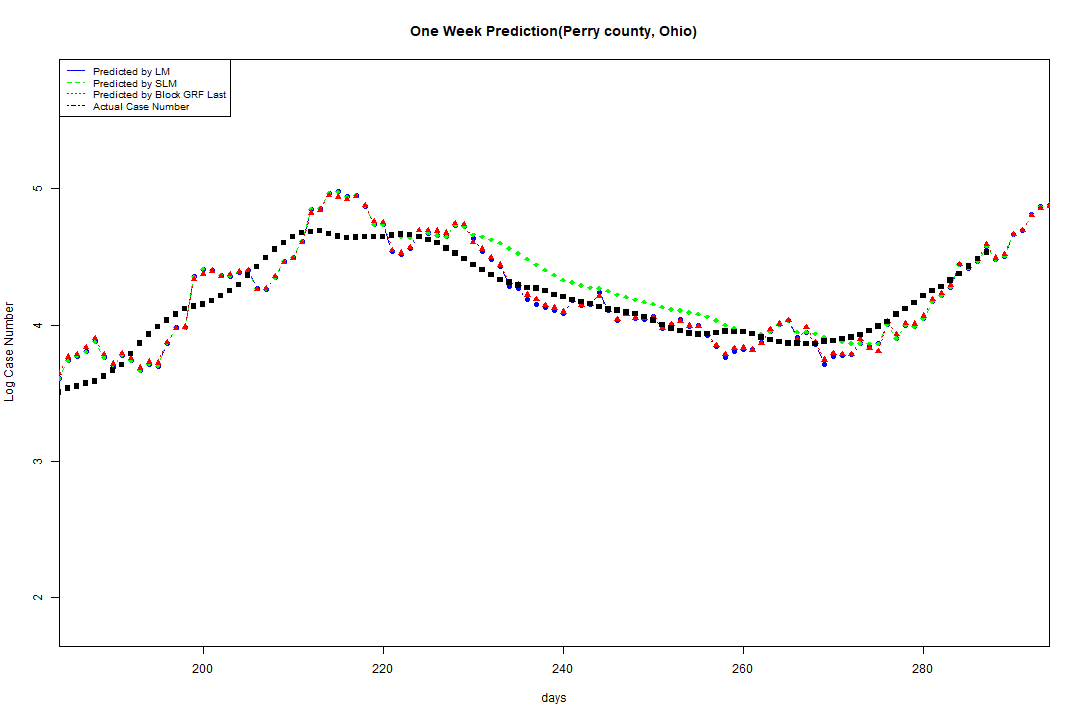 One Week Prediction(Perry county, Ohio)
Predicted by LM
Predicted by SLM
Predicted by Block GRF Last
Actual Case Number
5
4
3
2
Log Case Number
200 220 240 260 280
days